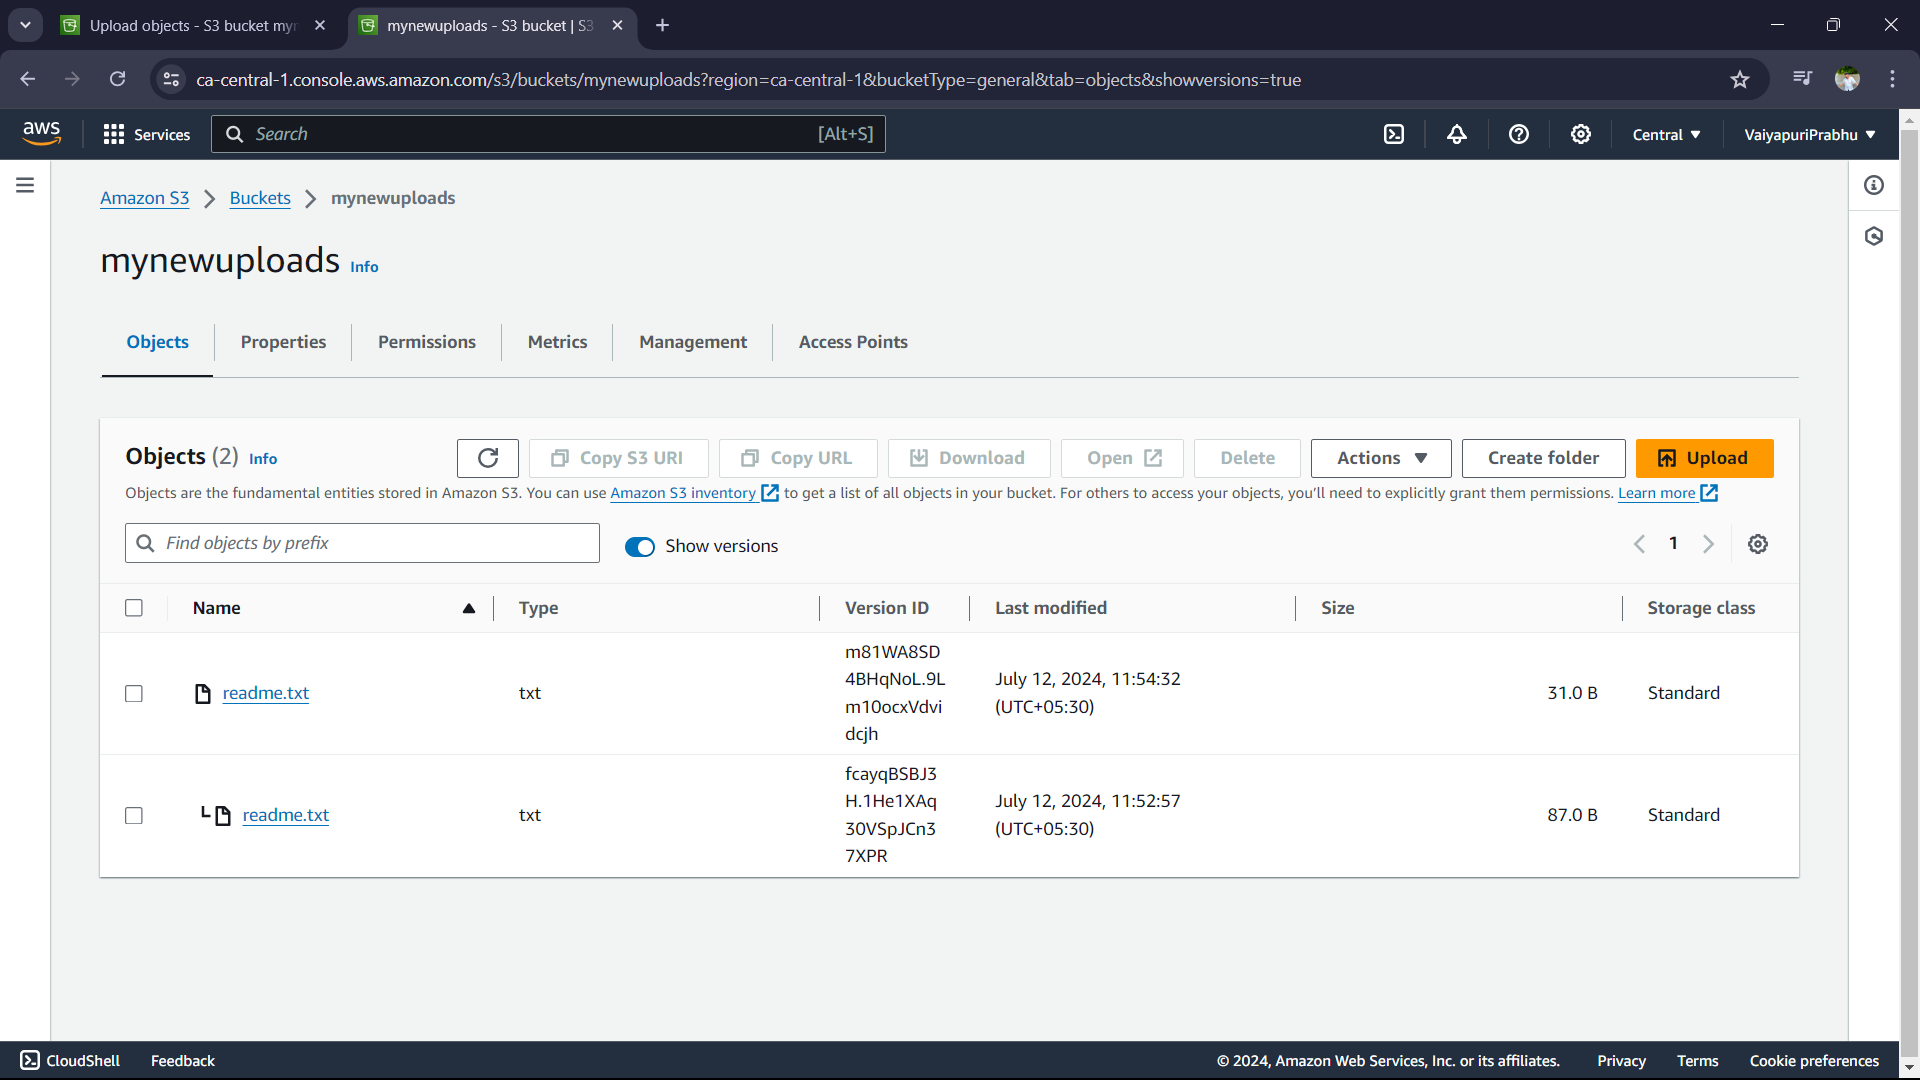 Upload objects - S3 bucket myn
mynewuploads - S3 bucket | S3
ca-central-1.console.aws.amazon.com/s3/buckets/mynewuploads?region=ca-central-1&bucketType=general&tab=objects&showversions=true
aws
Services
Search
[Alt+S]
Central
VaiyapuriPrabhu
Amazon S3
Buckets
mynewuploads
mynewuploads Info
Objects
Properties
Permissions
Metrics
Management
Access Points
Objects (2) Info
Copy S3 URI
Copy URL
Download
Open
Delete
Actions
Create folder
Upload
Objects are the fundamental entities stored in Amazon S3. You can use Amazon S3 inventory to get a list of all objects in your bucket. For others to access your objects, you'll need to explicitly grant them permissions. Learn more
Find objects by prefix
Show versions
1
Name
Type
Version ID
Last modified
Size
Storage class
readme.txt
txt
m81WA8SD
4BHqNoL.9L
m10ocxVdvi
dcjh
July 12, 2024, 11:54:32
(UTC+05:30)
31.0 B
Standard
readme.txt
txt
fcayqBSBJ3
H.1He1XAq
30VSpJCn3
7XPR
July 12, 2024, 11:52:57
(UTC+05:30)
87.0 B
Standard
CloudShell
Feedback
© 2024, Amazon Web Services, Inc. or its affiliates.
Privacy
Terms
Cookie preferences